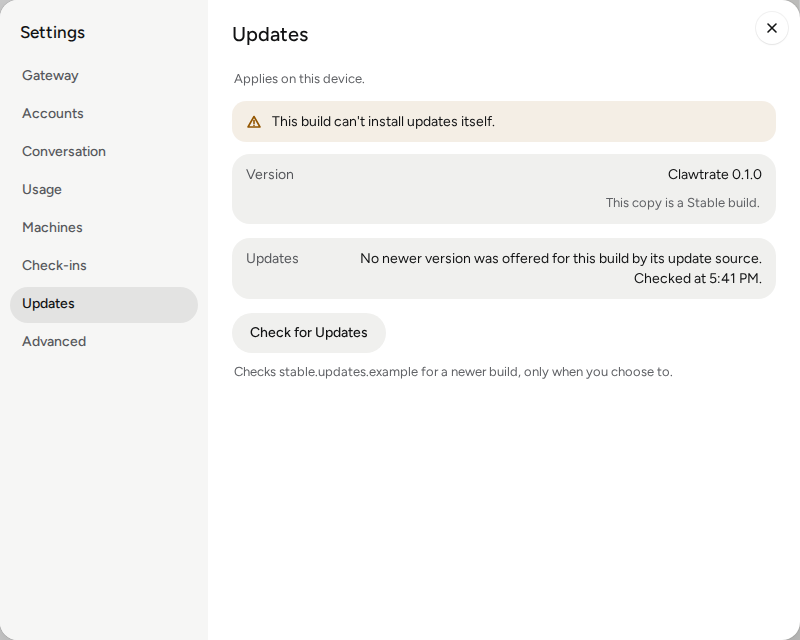 Settings
Gateway
Accounts
Conversation
Usage
Machines
Check-ins
Updates
Advanced
Updates
Applies on this device.
This build can't install updates itself.
Version
Clawtrate 0.1.0
This copy is a Stable build.
Updates
No newer version was offered for this build by its update source.
Checked at 5:41 PM.
Check for Updates
Checks stable.updates.example for a newer build, only when you choose to.